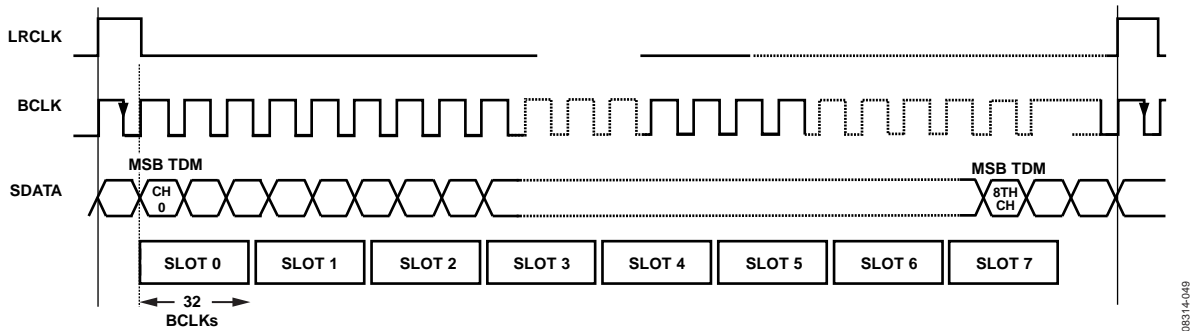 LRCLK
BCLK
MSB TDM
MSB TDM
SDATA
CH
0
8TH
CH
SLOT 0
SLOT 1
SLOT 2
SLOT 3
SLOT 4
SLOT 5
SLOT 6
SLOT 7
32
BCLKs
08314-049